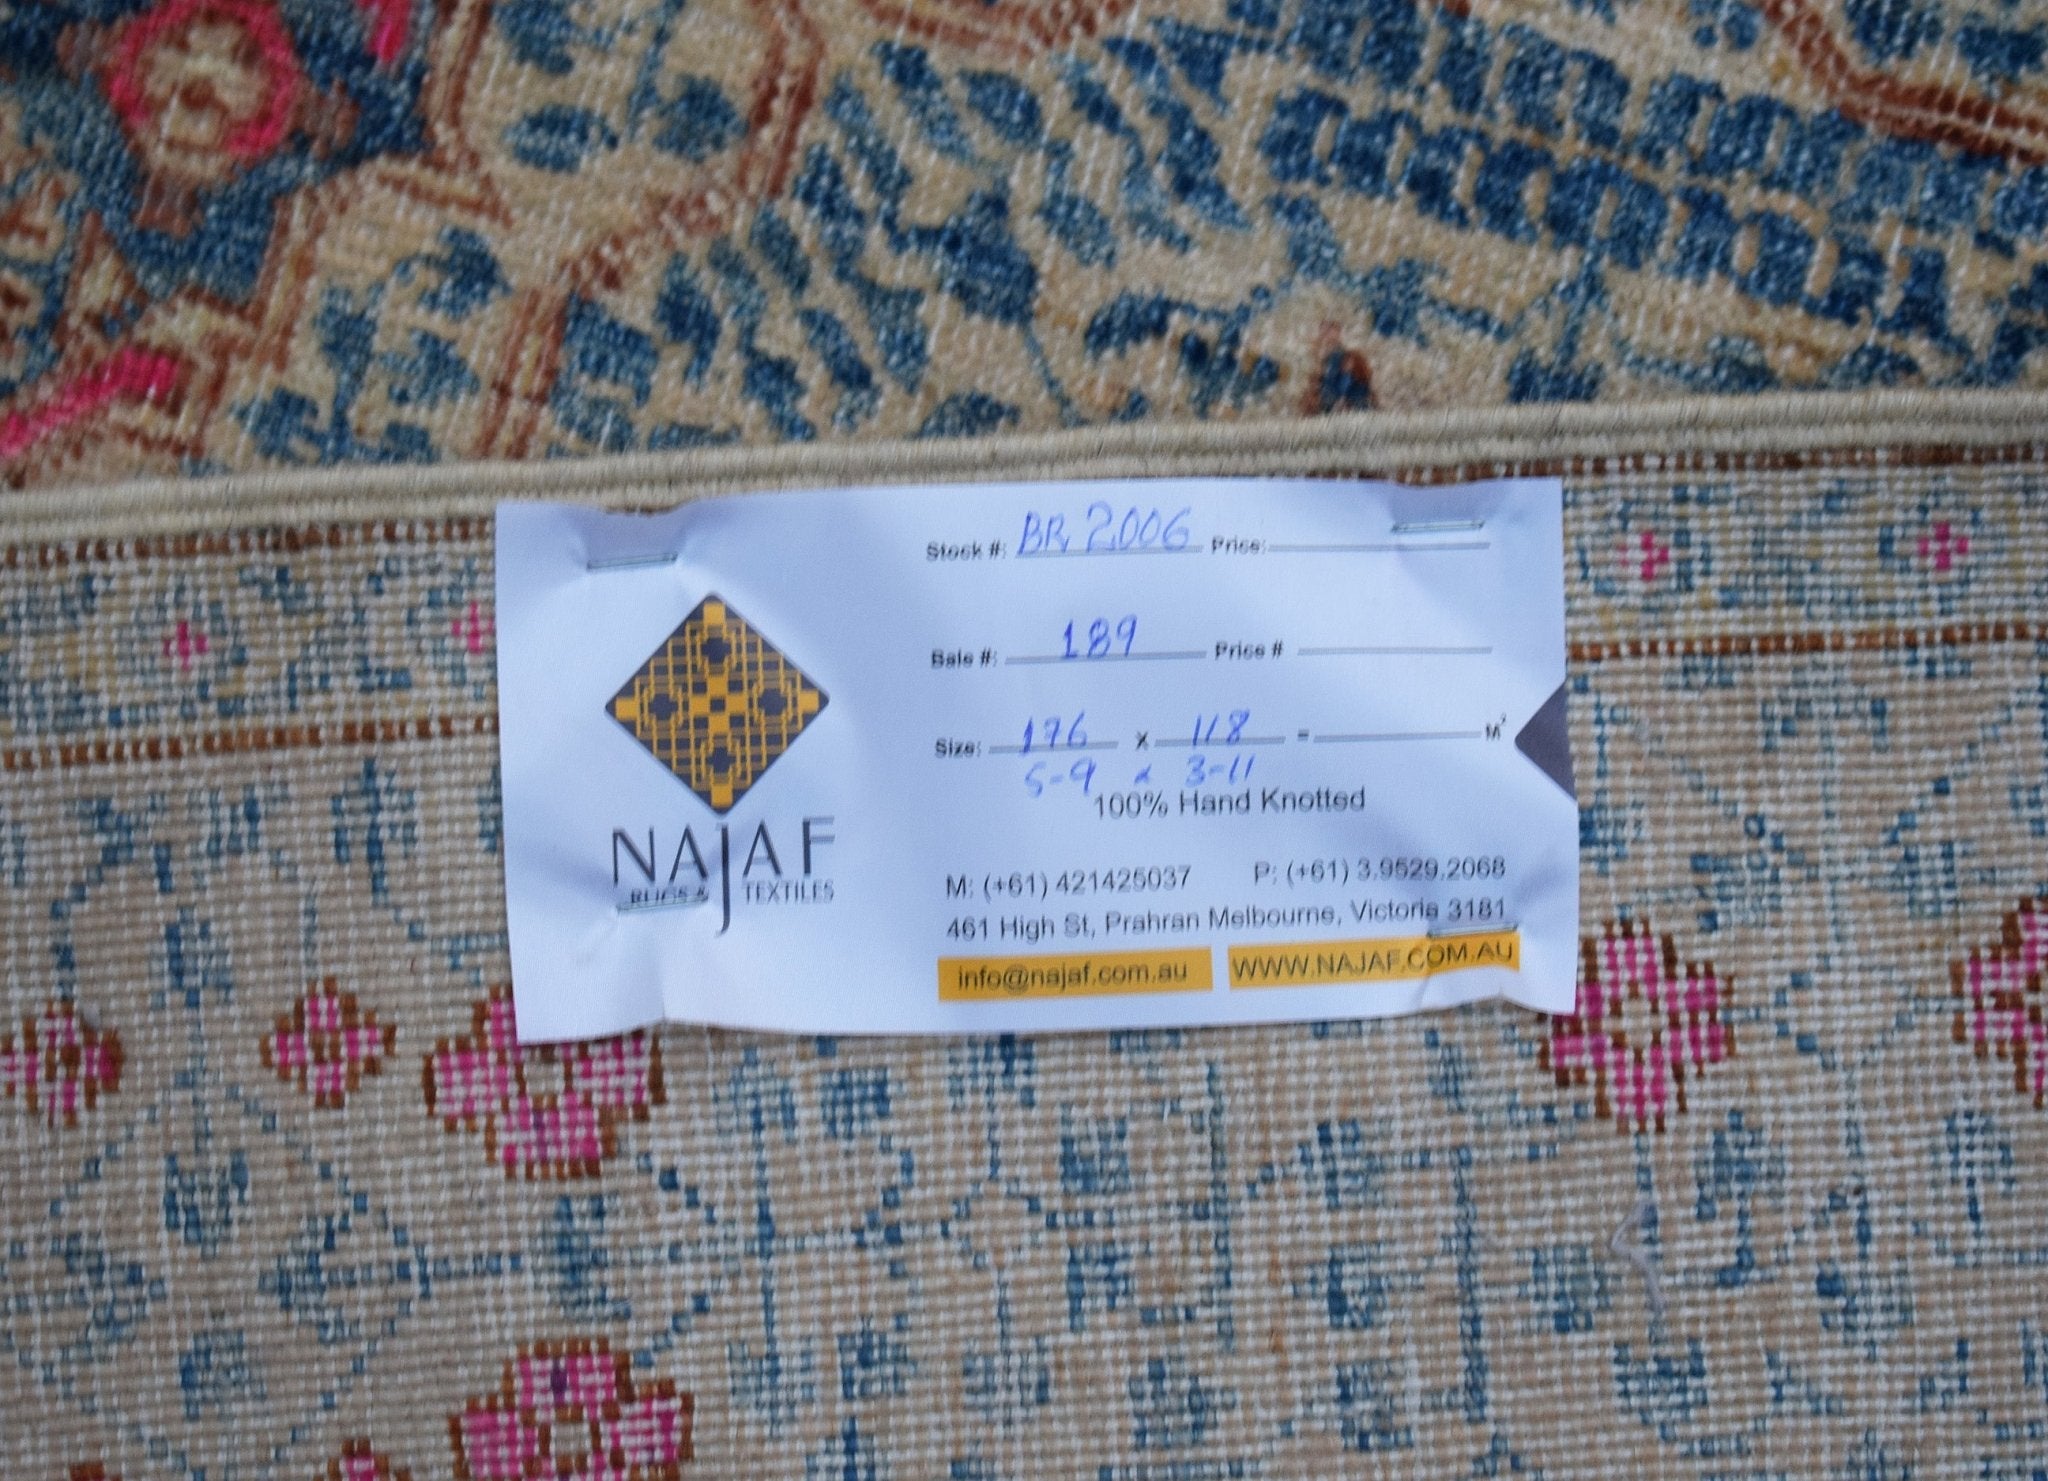 NAJAF
RUGS & TEXTILES
Stock #: BR 2006 Price:
Bale #: 189 Price #
Size: 176 x 118 = M²
5-9 x 3-11
100% Hand Knotted
M: (+61) 421425037 P: (+61) 3.9529.2068
461 High St, Prahran Melbourne, Victoria 3181
info@najaf.com.au WWW.NAJAF.COM.AU